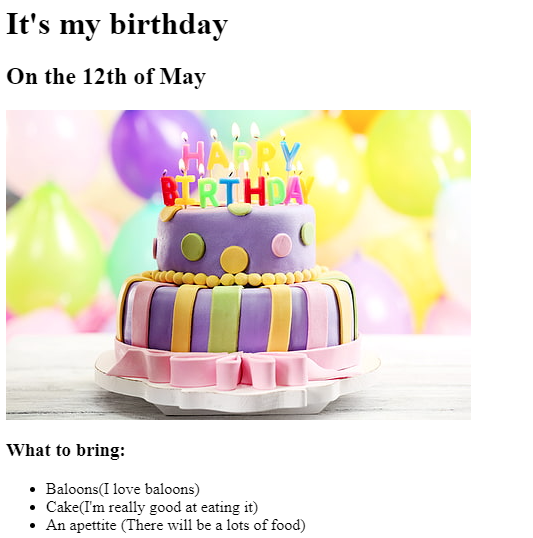 It's my birthday
On the 12th of May
HAPPY
BIRTHDAY
What to bring:
Baloons(I love baloons)
Cake(I'm really good at eating it)
An apettite (There will be a lots of food)